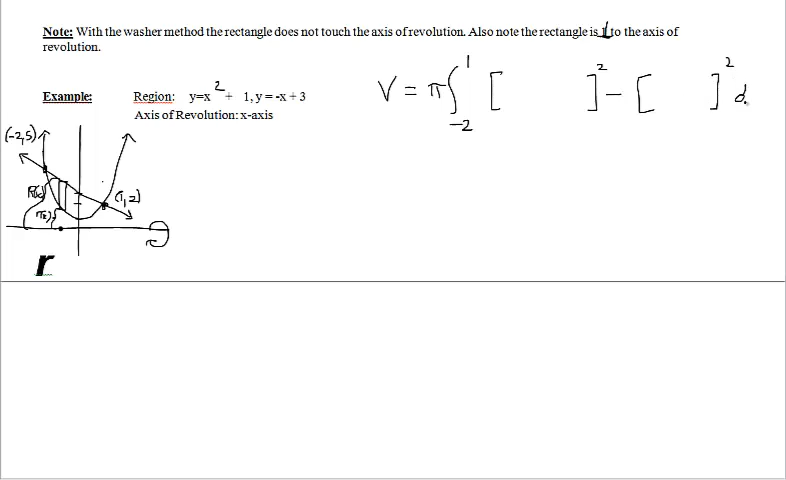 Note: With the washer method the rectangle does not touch the axis of revolution. Also note the rectangle is ⊥ to the axis of
revolution.
Example: Region: y=x² + 1, y = -x + 3
Axis of Revolution: x-axis
V = π∫₋₂¹ [ ]² - [ ]² d
(-2,5)
(1,2)
r